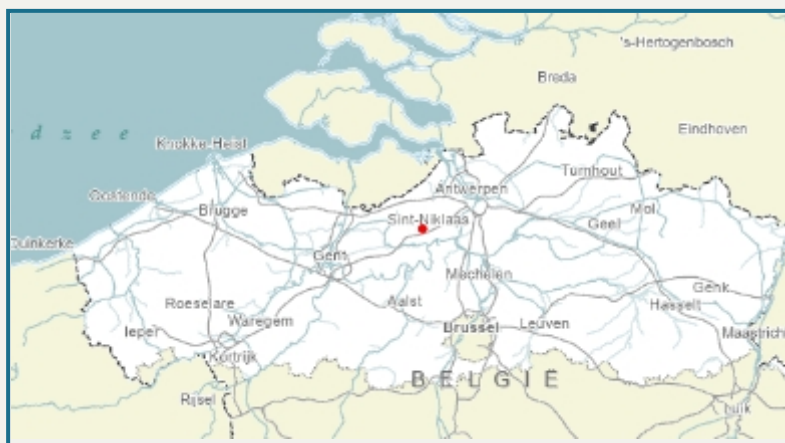 's-Hertogenbosch
Breda
dzee
Eindhoven
Knokke-Heist
Turnhout
Antwerpen
Oostende
Brugge
Sint-Niklaas
Mol
Geel
Duinkerke
Gent
Mechelen
Genk
Roeselare
Aalst
Hasselt
Ieper
Waregem
Brussel
Leuven
Maastrich
Kortrijk
BELGIË
Rijsel
Luik